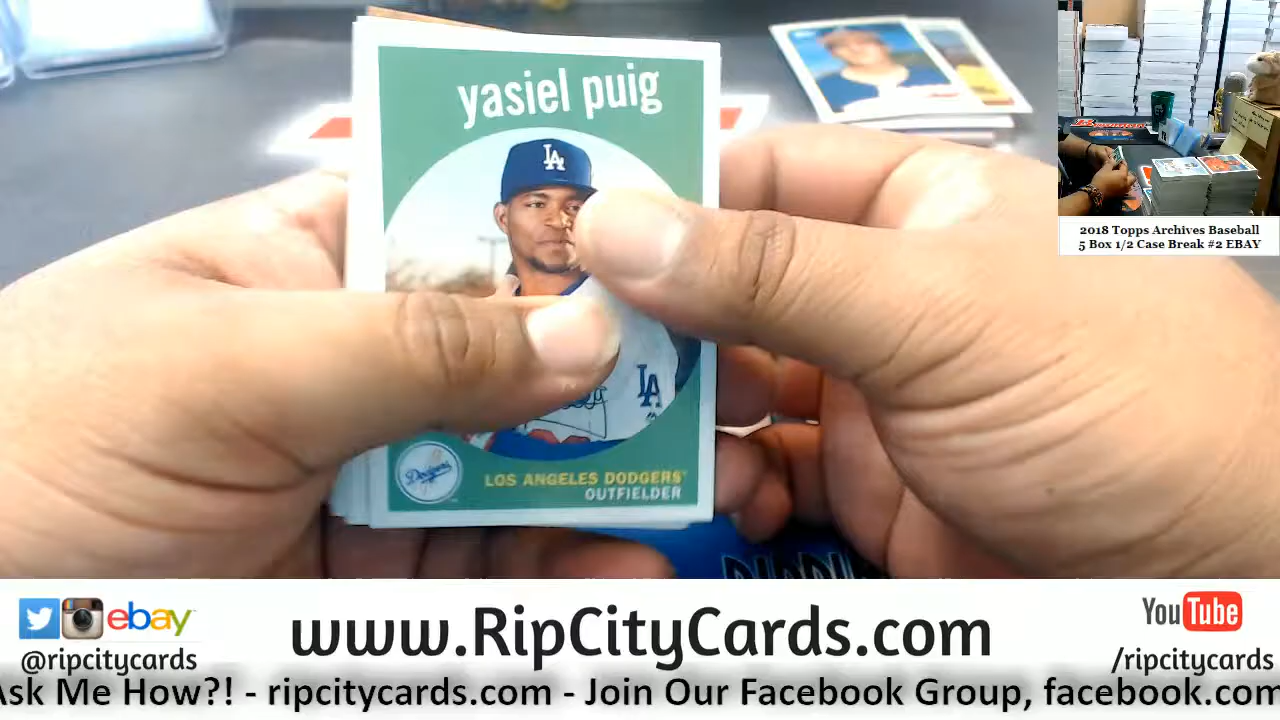 yasiel puig
LA
LA
Dodgers
LOS ANGELES DODGERS
OUTFIELDER
2018 Topps Archives Baseball
5 Box 1/2 Case Break #2 EBAY
ebay
www.RipCityCards.com
YouTube
@ripcitycards
/ripcitycards
Ask Me How?! - ripcitycards.com - Join Our Facebook Group, facebook.com